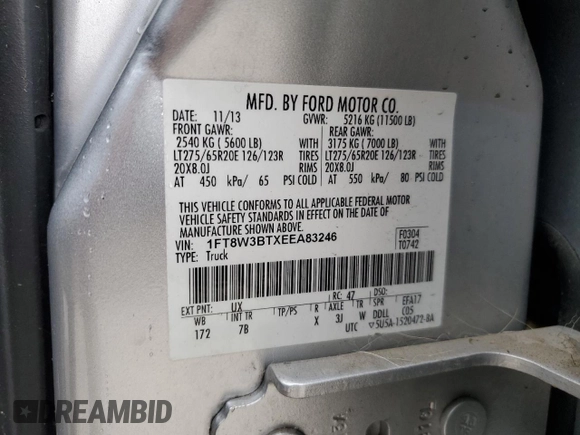 MFD. BY FORD MOTOR CO.
DATE: 11/13 GVWR: 5216 KG (11500 LB)
FRONT GAWR: REAR GAWR:
2540 KG ( 5600 LB) WITH 3175 KG ( 7000 LB) WITH
LT275/65R20E 126/123R TIRES LT275/65R20E 126/123R TIRES
20X8.0J RIMS 20X8.0J RIMS
AT 450 kPa/ 65 PSI COLD AT 550 kPa/ 80 PSI COLD
THIS VEHICLE CONFORMS TO ALL APPLICABLE FEDERAL MOTOR
VEHICLE SAFETY AND BUMPER STANDARDS IN EFFECT ON THE DATE OF
MANUFACTURE SHOWN ABOVE.
VIN: 1FT8W3BTXEEA83246 F0304
TYPE: Truck T0742
EXT PNT: UX RC: 47 DSO:
WB INT TR TP/PS R AXLE TR SPR EFA17
172 7B X 3J W DDLL C05
UTC ▽5U5A-1520472-BA
DREAMBID